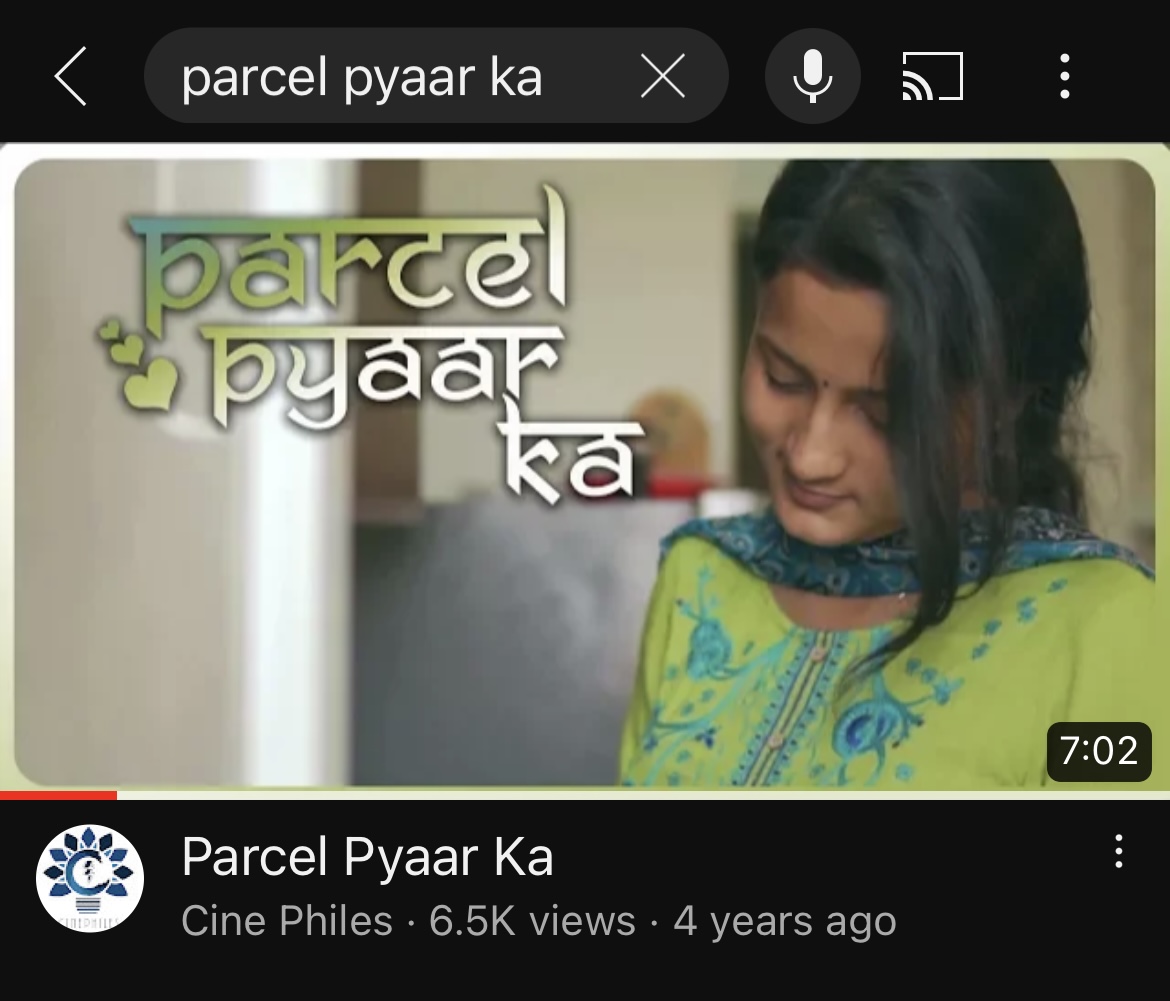 parcel pyaar ka
parcel
pyaar
ka
7:02
Parcel Pyaar Ka
Cine Philes · 6.5K views · 4 years ago
CINEPHILES